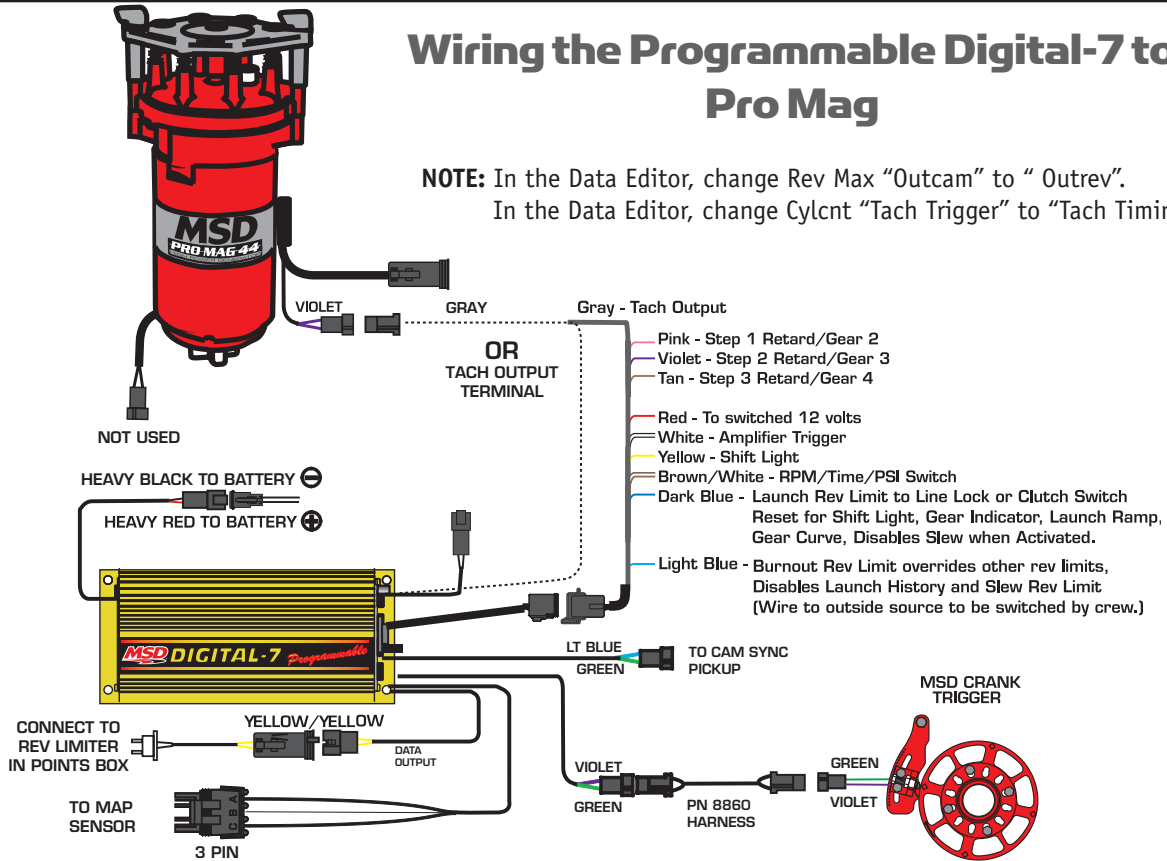 Wiring the Programmable Digital-7 to
Pro Mag
NOTE: In the Data Editor, change Rev Max “Outcam” to “ Outrev”.
In the Data Editor, change Cylcnt “Tach Trigger” to “Tach Timin
MSD
PRO MAG 44
VIOLET
GRAY
Gray - Tach Output
OR
TACH OUTPUT
TERMINAL
Pink - Step 1 Retard/Gear 2
Violet - Step 2 Retard/Gear 3
Tan - Step 3 Retard/Gear 4
Red - To switched 12 volts
White - Amplifier Trigger
Yellow - Shift Light
Brown/White - RPM/Time/PSI Switch
Dark Blue - Launch Rev Limit to Line Lock or Clutch Switch
Reset for Shift Light, Gear Indicator, Launch Ramp,
Gear Curve, Disables Slew when Activated.
Light Blue - Burnout Rev Limit overrides other rev limits,
Disables Launch History and Slew Rev Limit
(Wire to outside source to be switched by crew.)
NOT USED
HEAVY BLACK TO BATTERY -
HEAVY RED TO BATTERY +
MSD DIGITAL-7 Programmable
LT BLUE
GREEN
TO CAM SYNC
PICKUP
MSD CRANK
TRIGGER
CONNECT TO
REV LIMITER
IN POINTS BOX
YELLOW/YELLOW
DATA
OUTPUT
VIOLET
GREEN
PN 8860
HARNESS
GREEN
VIOLET
TO MAP
SENSOR
A
B
C
3 PIN